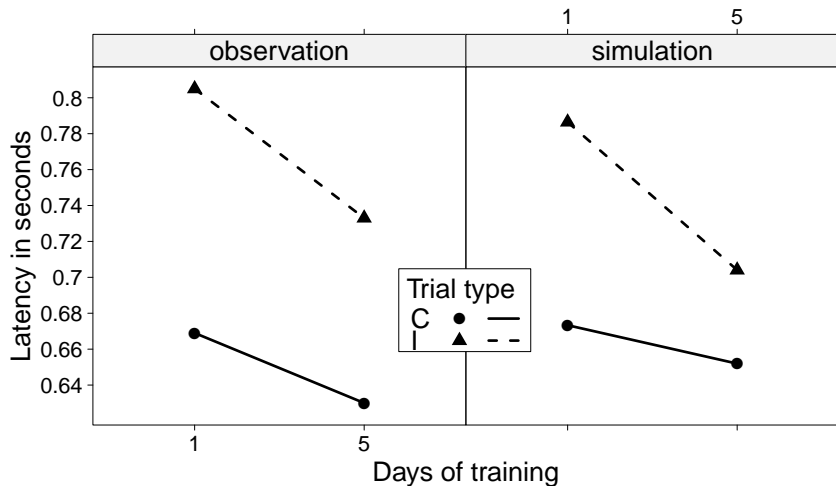 1 5
observation simulation
0.8
0.78
0.76
0.74
0.72
0.7
0.68
0.66
0.64
Latency in seconds
Trial type
C
I
1 5
Days of training